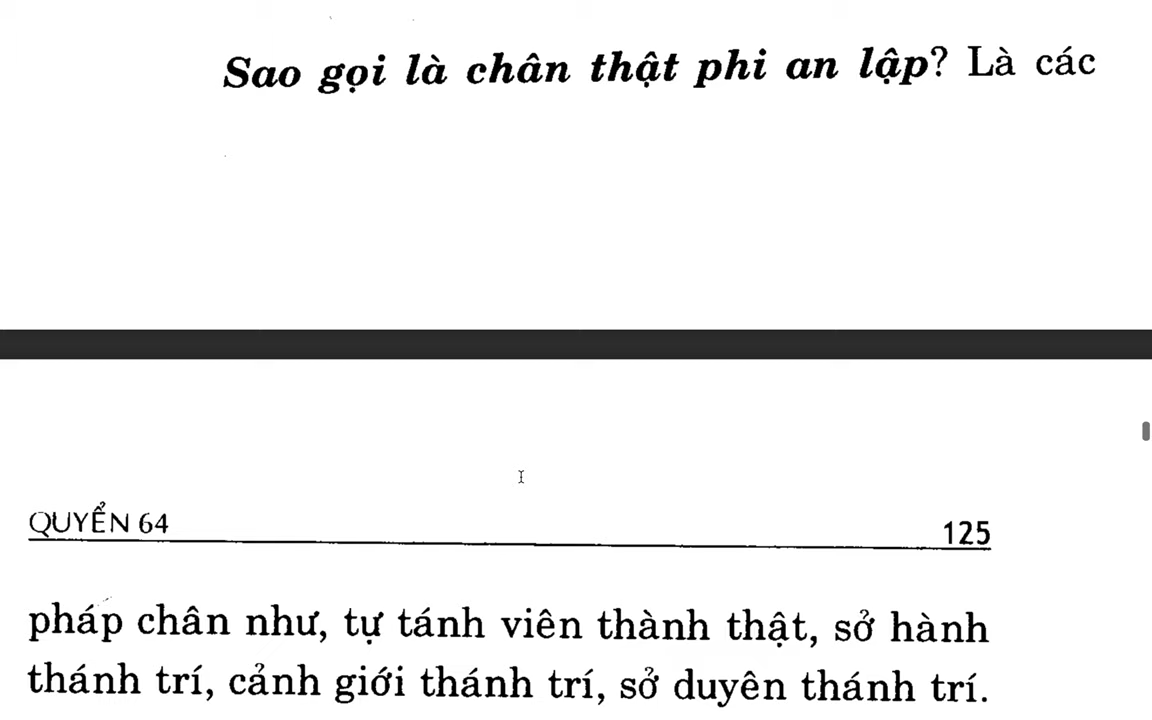 Sao gọi là chân thật phi an lập? Là các
QUYỂN 64
125
pháp chân như, tự tánh viên thành thật, sở hành
thánh trí, cảnh giới thánh trí, sở duyên thánh trí.